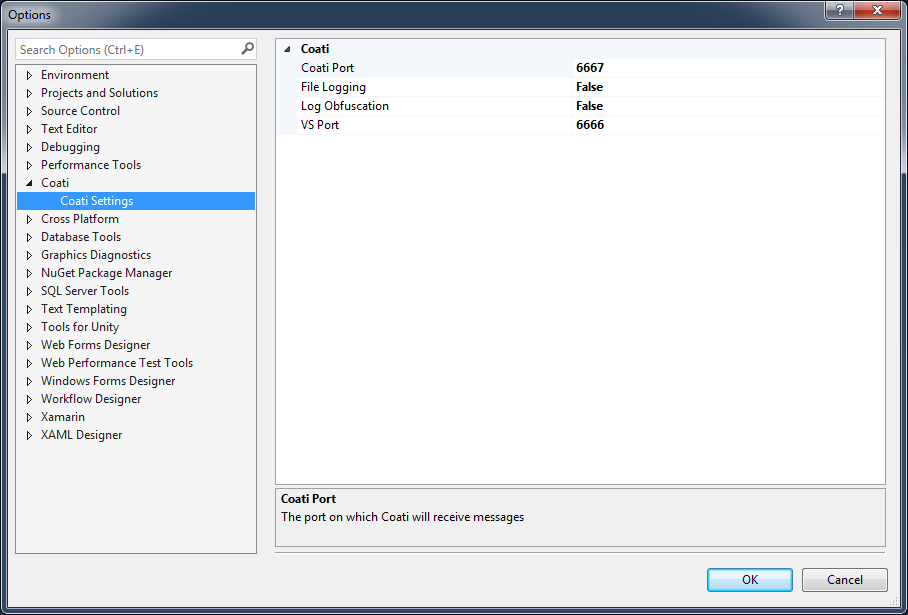 Options
?
Search Options (Ctrl+E)
Environment
Projects and Solutions
Source Control
Text Editor
Debugging
Performance Tools
Coati
Coati Settings
Cross Platform
Database Tools
Graphics Diagnostics
NuGet Package Manager
SQL Server Tools
Text Templating
Tools for Unity
Web Forms Designer
Web Performance Test Tools
Windows Forms Designer
Workflow Designer
Xamarin
XAML Designer
Coati
Coati Port 6667
File Logging False
Log Obfuscation False
VS Port 6666
Coati Port
The port on which Coati will receive messages
OK Cancel